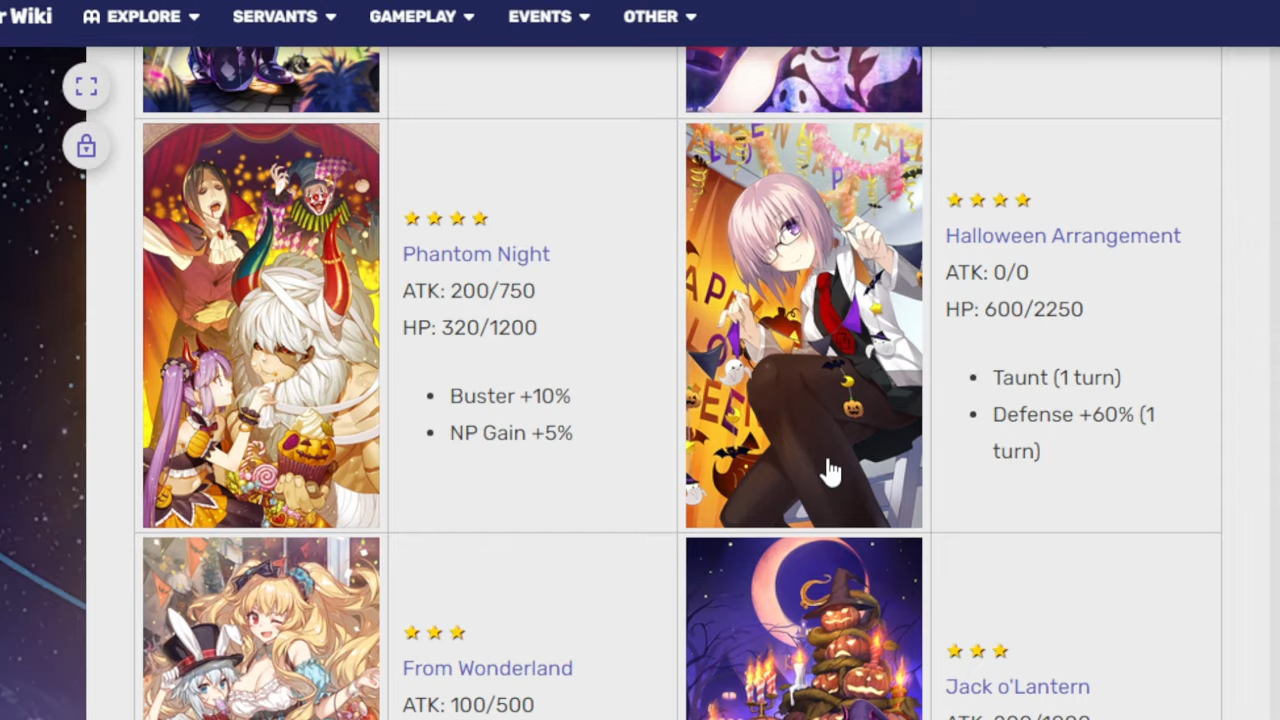 r Wiki
EXPLORE
SERVANTS
GAMEPLAY
EVENTS
OTHER
Phantom Night
ATK: 200/750
HP: 320/1200
Buster +10%
NP Gain +5%
Halloween Arrangement
ATK: 0/0
HP: 600/2250
Taunt (1 turn)
Defense +60% (1
turn)
From Wonderland
ATK: 100/500
Jack o'Lantern